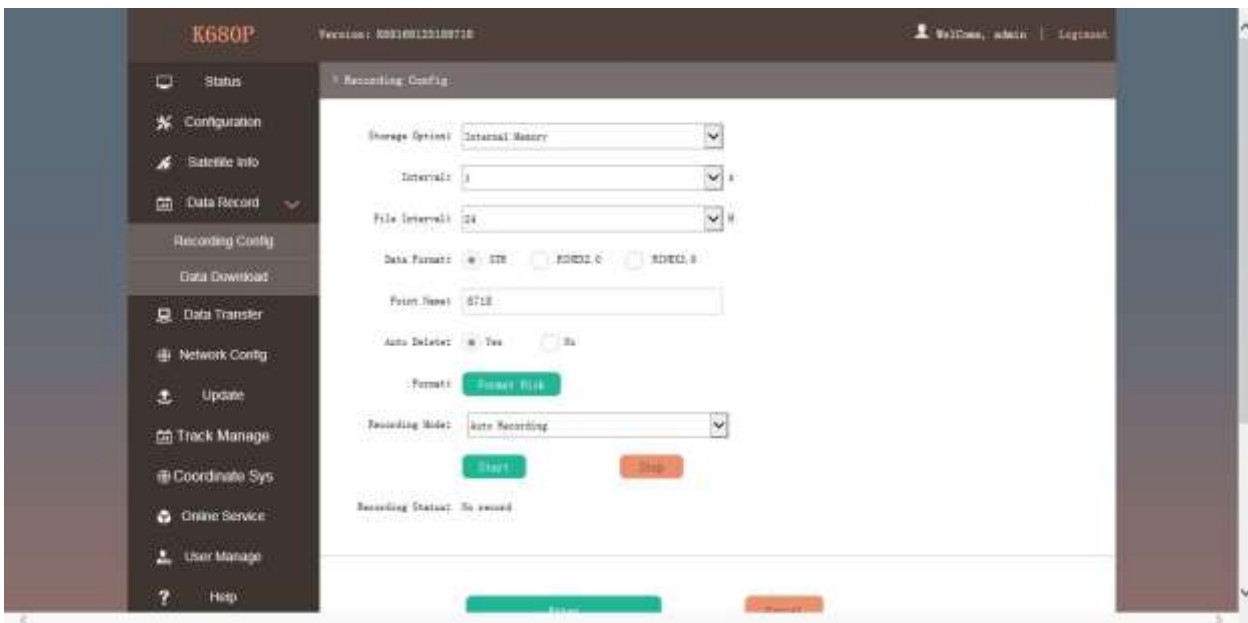 K680P
Welcome, admin | Loginout
Status
> Recording Config
Configuration
Storage Option: Internal Memory
Satellite Info
Interval: 1 s
Data Record
File Interval: 24 H
Recording Config
Data Format: STH RINEX2.0 RINEX3.0
Data Download
Point Name: 6718
Data Transfer
Auto Delete: Yes No
Network Config
Format: Format Disk
Update
Recording Mode: Auto Recording
Track Manage
Start Stop
Coordinate Sys
Recording Status: No record
Online Service
User Manage
Help
Enter Cancel